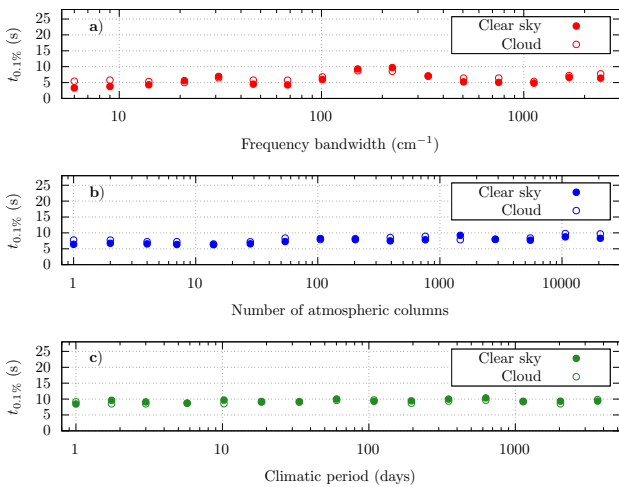 a)
Clear sky
Cloud
t0.1% (s)
25
20
15
10
5
0
10 100 1000
Frequency bandwidth (cm−1)
b)
Clear sky
Cloud
t0.1% (s)
25
20
15
10
5
0
1 10 100 1000 10000
Number of atmospheric columns
c)
Clear sky
Cloud
t0.1% (s)
25
20
15
10
5
0
1 10 100 1000
Climatic period (days)